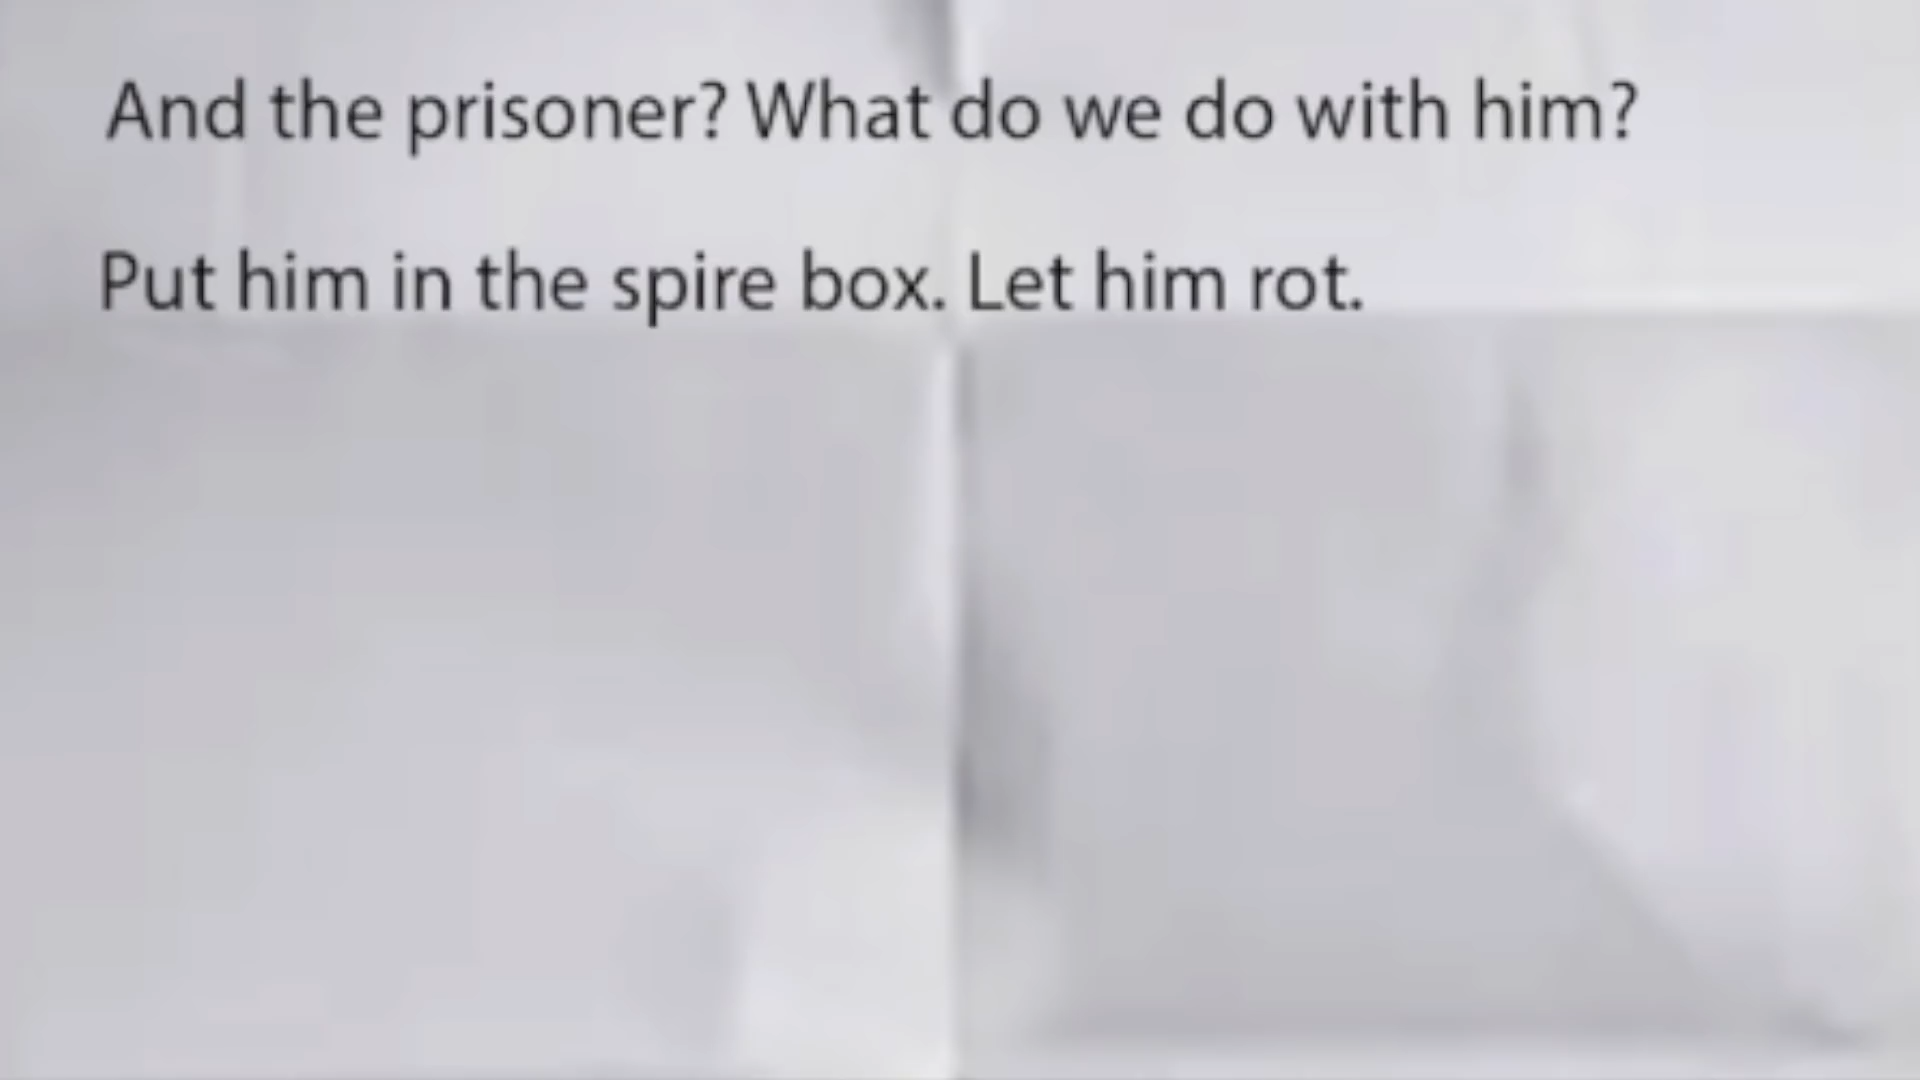 And the prisoner? What do we do with him?
Put him in the spire box. Let him rot.